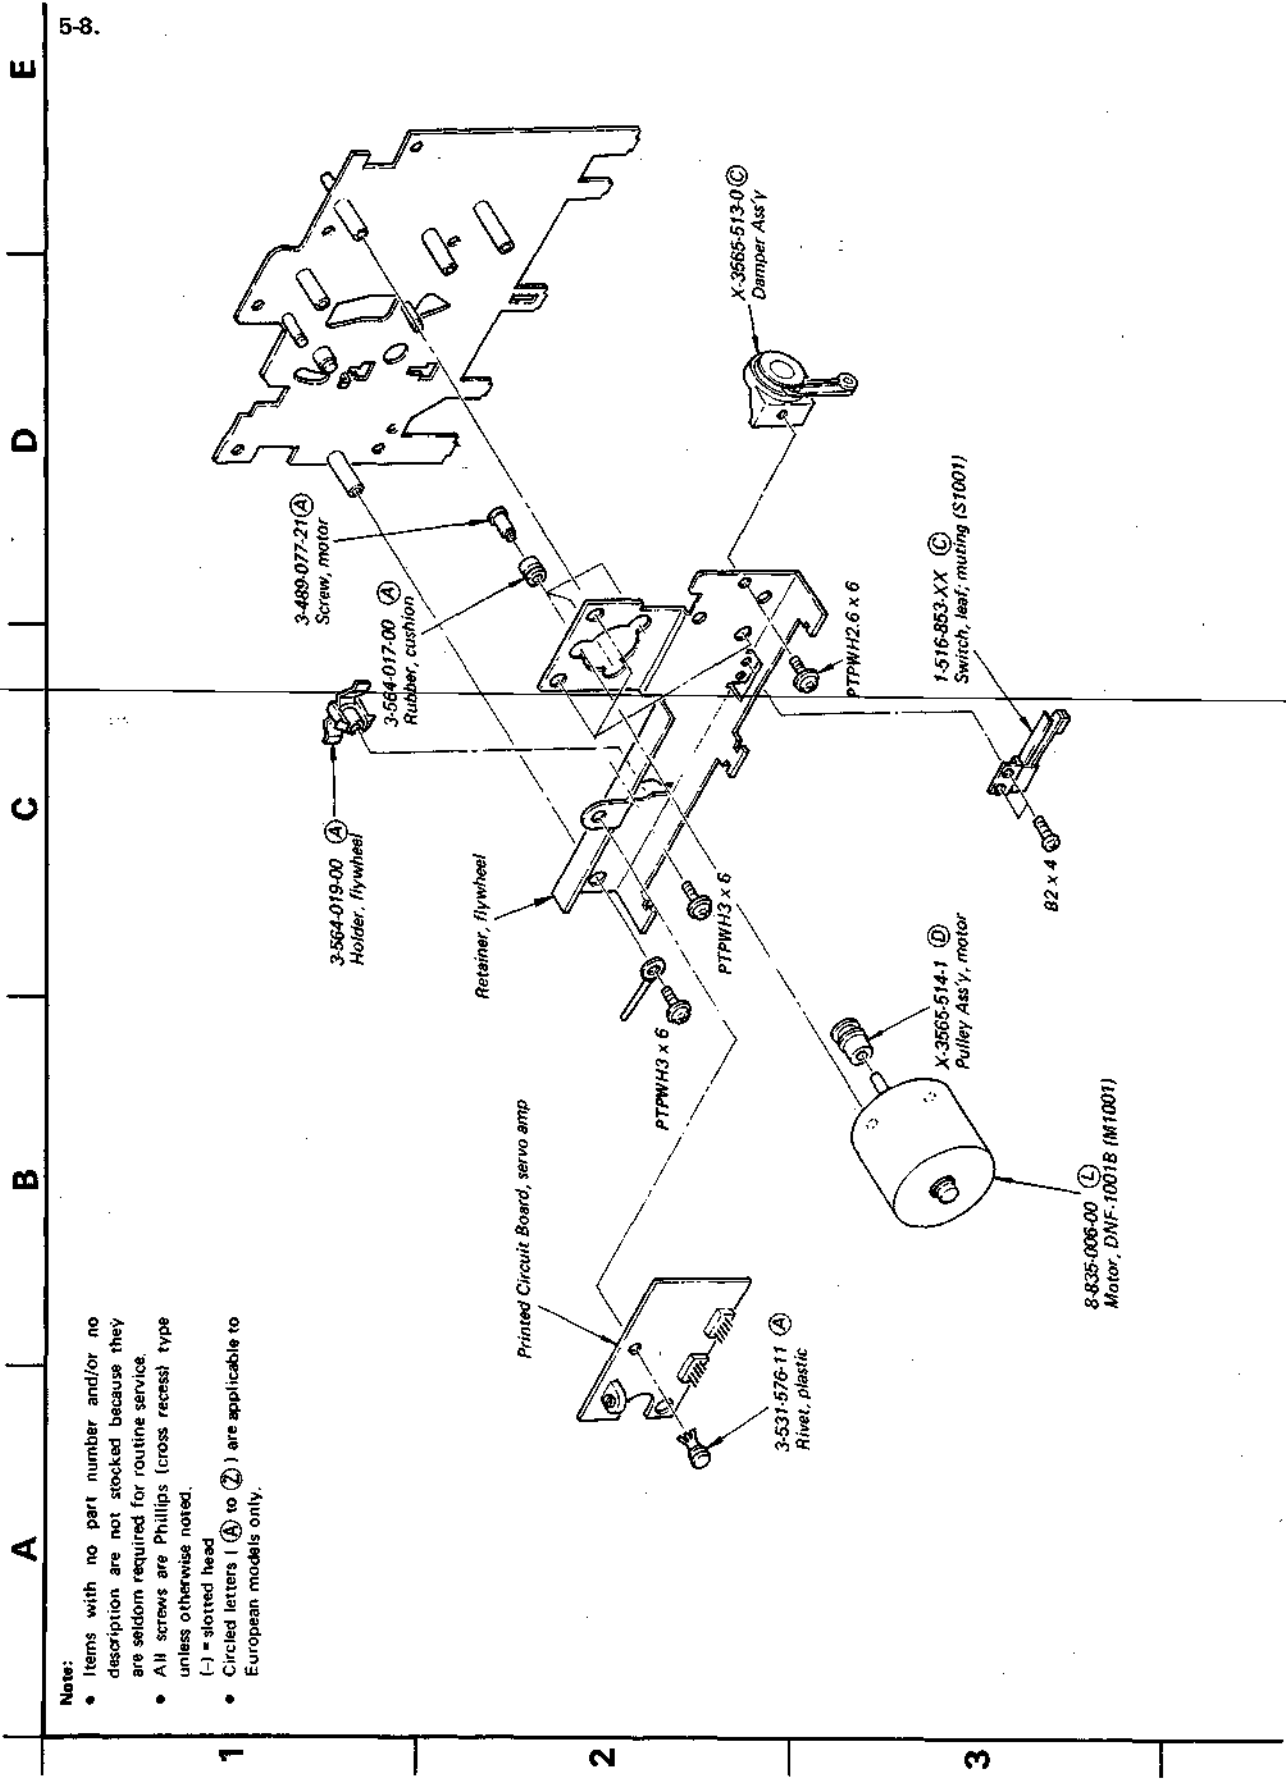 5-8.
A
B
C
D
E
1
2
3
Note:
• Items with no part number and/or no
description are not stocked because they
are seldom required for routine service.
• All screws are Phillips (cross recess) type
unless otherwise noted.
(-) = slotted head
• Circled letters ( Ⓐ to Ⓩ ) are applicable to
European models only.
3-564-019-00 Ⓐ
Holder, flywheel
3-489-077-21 Ⓐ
Screw, motor
3-564-017-00 Ⓐ
Rubber, cushion
Retainer, flywheel
Printed Circuit Board, servo amp
PTPWH3 x 6
PTPWH3 x 6
X-3565-513-0 Ⓒ
Damper Ass'y
PTPWH2.6 x 6
1-516-853-XX Ⓒ
Switch, leaf; muting (S1001)
B2 x 4
X-3565-514-1 Ⓓ
Pulley Ass'y, motor
8-835-006-00 Ⓛ
Motor, DNF-1001B (M1001)
3-531-576-11 Ⓐ
Rivet, plastic